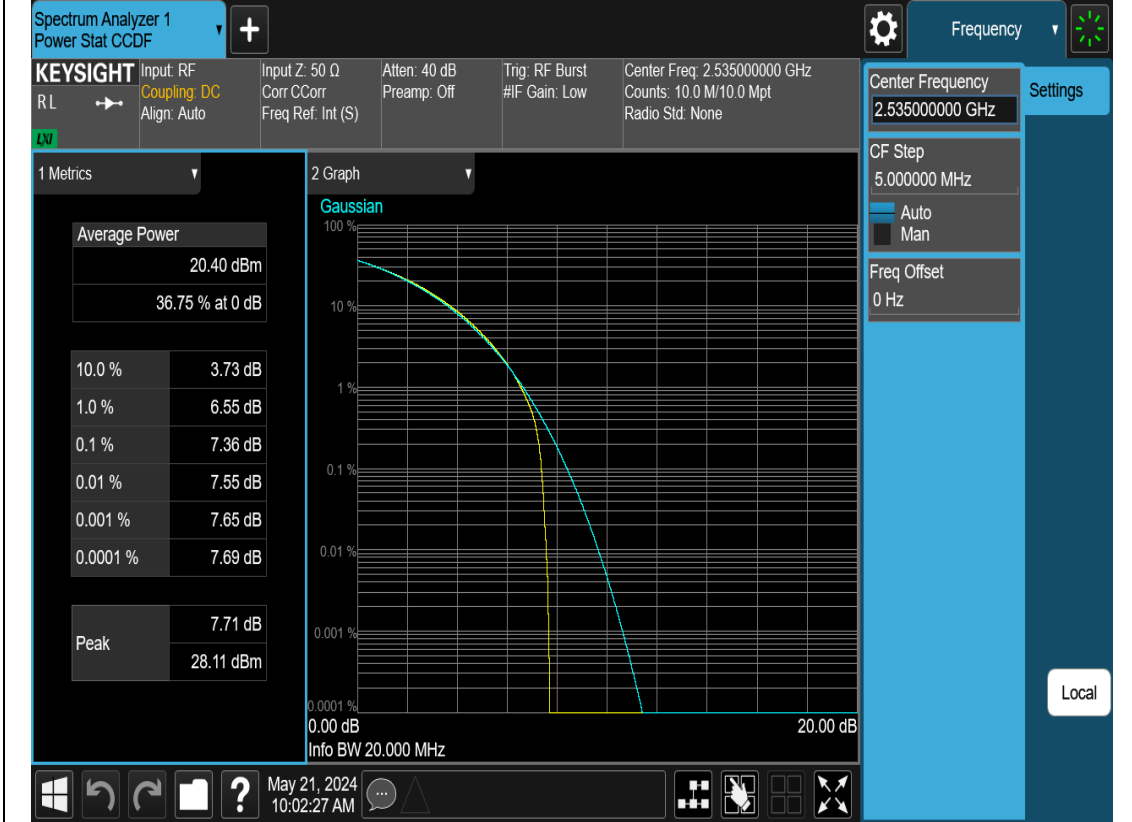 Spectrum Analyzer 1
Power Stat CCDF
Frequency
KEYSIGHT
RL
LXI
Input: RF
Coupling: DC
Align: Auto
Input Z: 50 Ω
Corr CCorr
Freq Ref: Int (S)
Atten: 40 dB
Preamp: Off
Trig: RF Burst
#IF Gain: Low
Center Freq: 2.535000000 GHz
Counts: 10.0 M/10.0 Mpt
Radio Std: None
Center Frequency
2.535000000 GHz
Settings
CF Step
5.000000 MHz
Auto
Man
Freq Offset
0 Hz
Local
1 Metrics
Average Power
20.40 dBm
36.75 % at 0 dB
10.0 % 3.73 dB
1.0 % 6.55 dB
0.1 % 7.36 dB
0.01 % 7.55 dB
0.001 % 7.65 dB
0.0001 % 7.69 dB
Peak 7.71 dB
28.11 dBm
2 Graph
Gaussian
100 %
10 %
1 %
0.1 %
0.01 %
0.001 %
0.0001 %
0.00 dB 20.00 dB
Info BW 20.000 MHz
?
May 21, 2024
10:02:27 AM